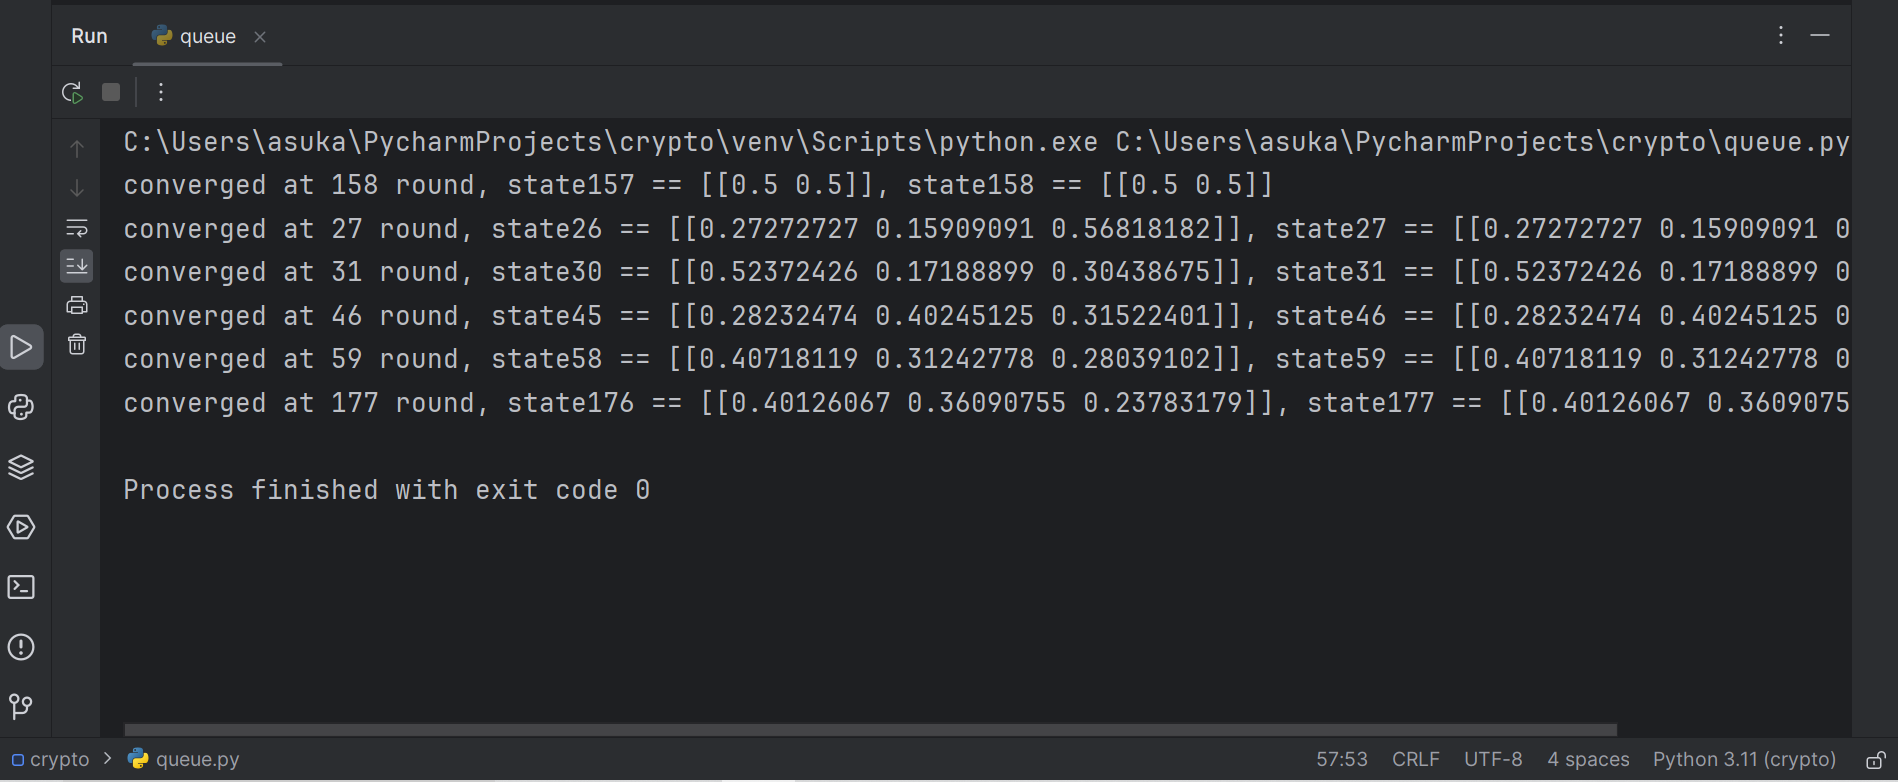 Run queue
C:\Users\asuka\PycharmProjects\crypto\venv\Scripts\python.exe C:\Users\asuka\PycharmProjects\crypto\queue.py
converged at 158 round, state157 == [[0.5 0.5]], state158 == [[0.5 0.5]]
converged at 27 round, state26 == [[0.27272727 0.15909091 0.56818182]], state27 == [[0.27272727 0.15909091 0
converged at 31 round, state30 == [[0.52372426 0.17188899 0.30438675]], state31 == [[0.52372426 0.17188899 0
converged at 46 round, state45 == [[0.28232474 0.40245125 0.31522401]], state46 == [[0.28232474 0.40245125 0
converged at 59 round, state58 == [[0.40718119 0.31242778 0.28039102]], state59 == [[0.40718119 0.31242778 0
converged at 177 round, state176 == [[0.40126067 0.36090755 0.23783179]], state177 == [[0.40126067 0.36090755
Process finished with exit code 0
crypto > queue.py 57:53 CRLF UTF-8 4 spaces Python 3.11 (crypto)